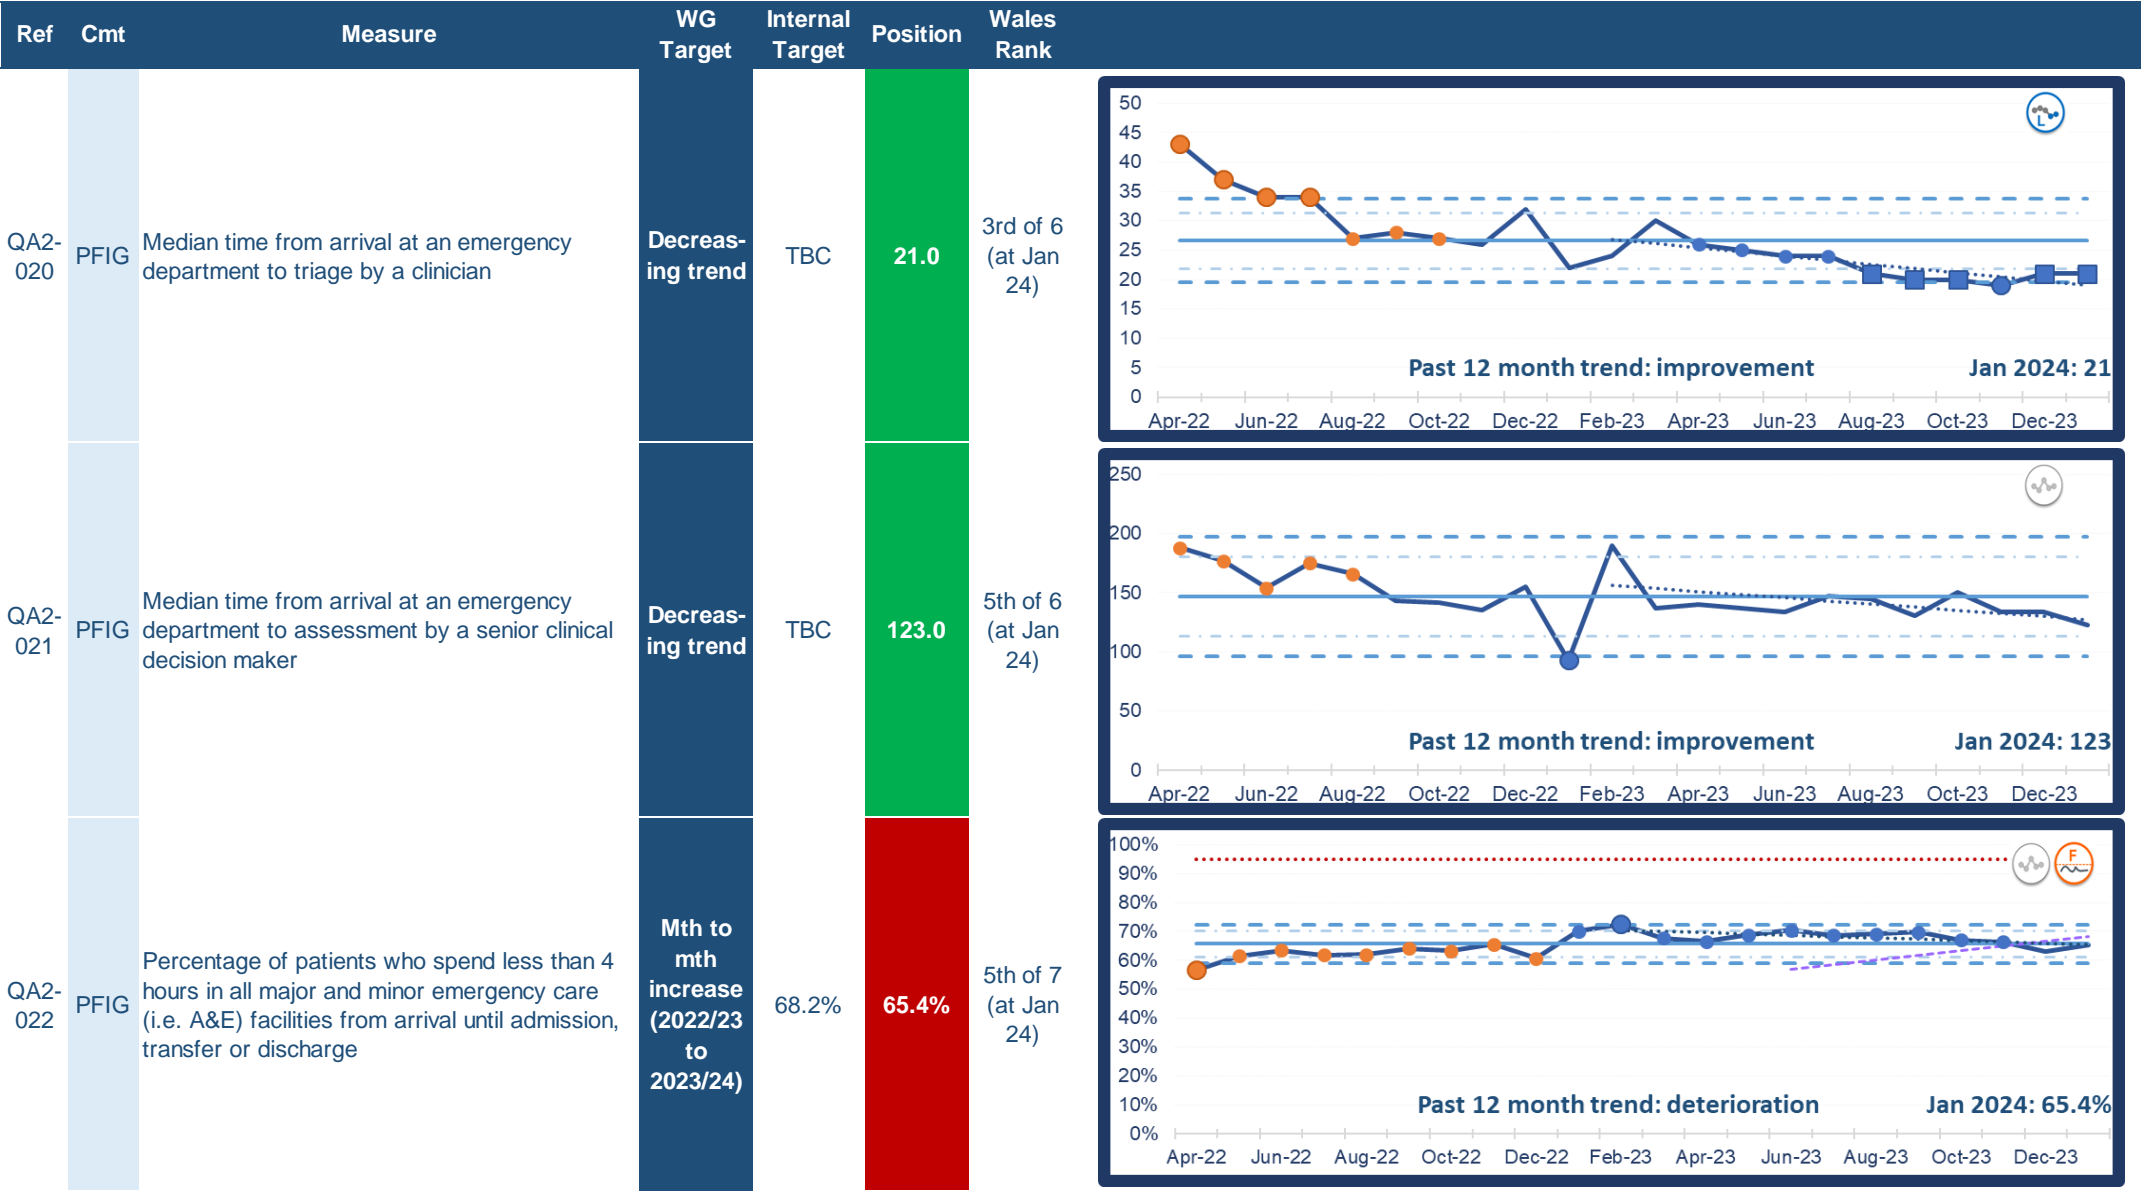 Ref Cmt Measure WG Target Internal Target Position Wales Rank
QA2-
020
PFIG
Median time from arrival at an emergency
department to triage by a clinician
Decreas-
ing trend
TBC
21.0
3rd of 6
(at Jan
24)
50
45
40
35
30
25
20
15
10
5
0
L
Past 12 month trend: improvement
Jan 2024: 21
Apr-22 Jun-22 Aug-22 Oct-22 Dec-22 Feb-23 Apr-23 Jun-23 Aug-23 Oct-23 Dec-23
QA2-
021
PFIG
Median time from arrival at an emergency
department to assessment by a senior clinical
decision maker
Decreas-
ing trend
TBC
123.0
5th of 6
(at Jan
24)
250
200
150
100
50
0
Past 12 month trend: improvement
Jan 2024: 123
Apr-22 Jun-22 Aug-22 Oct-22 Dec-22 Feb-23 Apr-23 Jun-23 Aug-23 Oct-23 Dec-23
QA2-
022
PFIG
Percentage of patients who spend less than 4
hours in all major and minor emergency care
(i.e. A&E) facilities from arrival until admission,
transfer or discharge
Mth to
mth
increase
(2022/23
to
2023/24)
68.2%
65.4%
5th of 7
(at Jan
24)
100%
90%
80%
70%
60%
50%
40%
30%
20%
10%
0%
F
Past 12 month trend: deterioration
Jan 2024: 65.4%
Apr-22 Jun-22 Aug-22 Oct-22 Dec-22 Feb-23 Apr-23 Jun-23 Aug-23 Oct-23 Dec-23